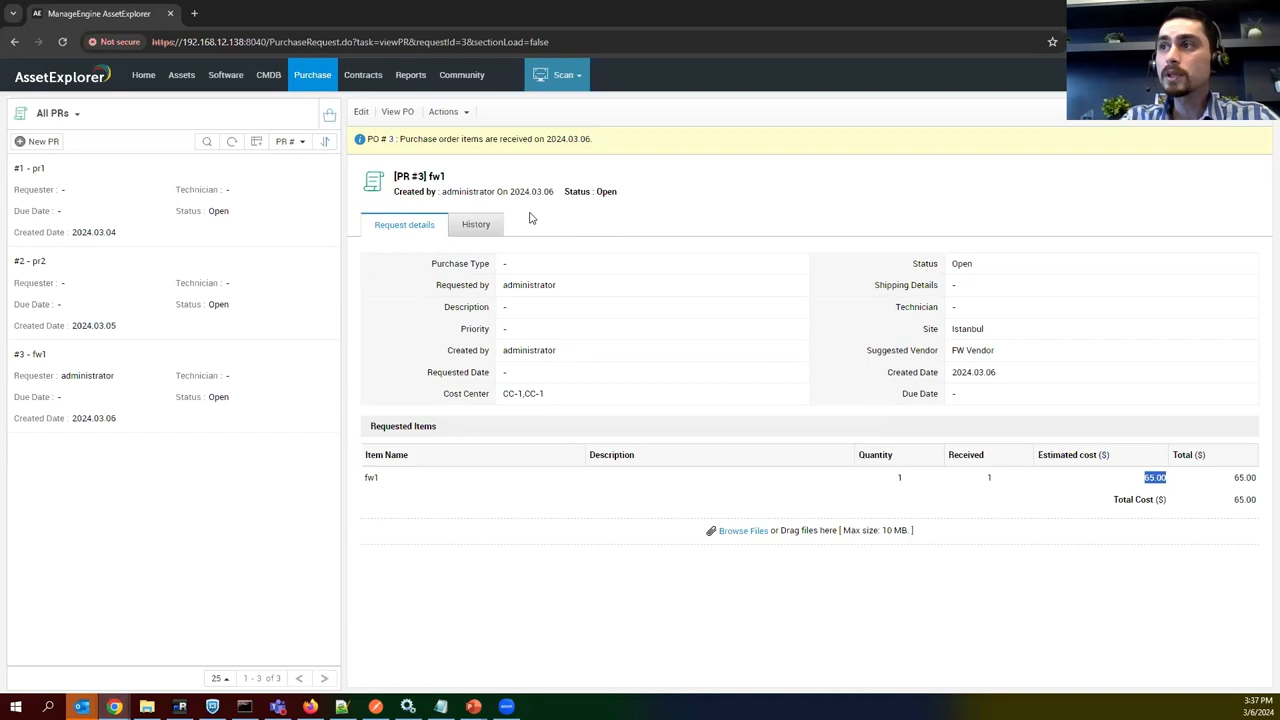 ManageEngine AssetExplorer
Not secure https://192.168.12.138:8040/PurchaseRequest.do?task=viewPR&requestId=3&sectionLoad=false
AssetExplorer Home Assets Software CMDB Purchase Contracts Reports Community Scan
All PRs
New PR PR #
#1 - pr1
Requester : - Technician : -
Due Date : - Status : Open
Created Date : 2024.03.04
#2 - pr2
Requester : - Technician : -
Due Date : - Status : Open
Created Date : 2024.03.05
#3 - fw1
Requester : administrator Technician : -
Due Date : - Status : Open
Created Date : 2024.03.06
25 1 - 3 of 3
Edit View PO Actions
PO # 3 : Purchase order items are received on 2024.03.06.
[PR #3] fw1
Created by : administrator On 2024.03.06 Status : Open
Request details History
Purchase Type - Status Open
Requested by administrator Shipping Details -
Description - Technician -
Priority - Site Istanbul
Created by administrator Suggested Vendor FW Vendor
Requested Date - Created Date 2024.03.06
Cost Center CC-1,CC-1 Due Date -
Requested Items
Item Name Description Quantity Received Estimated cost ($) Total ($)
fw1 1 1 65.00 65.00
Total Cost ($) 65.00
Browse Files or Drag files here [ Max size: 10 MB. ]
3:37 PM
3/6/2024